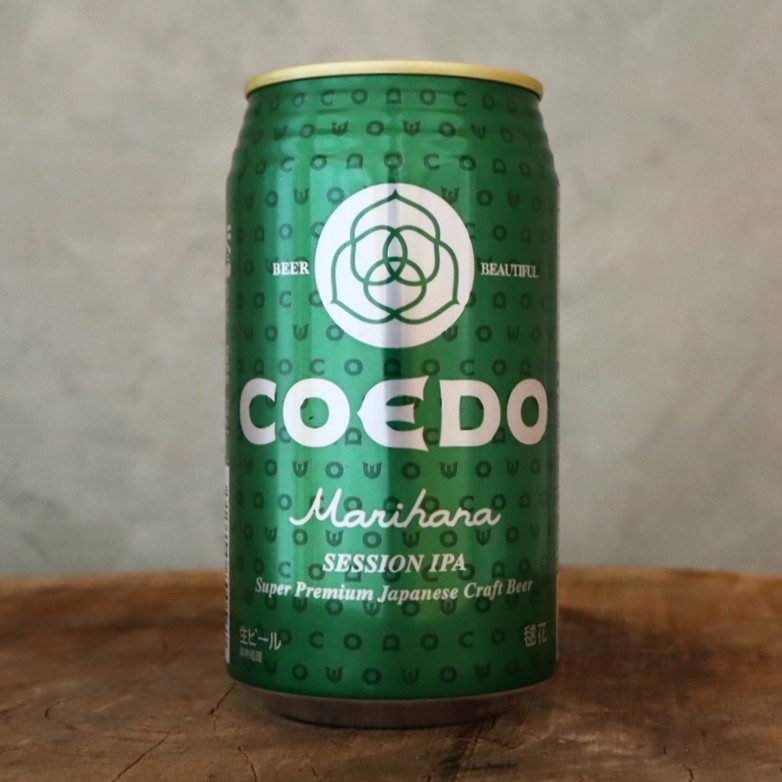 BEER BEAUTIFUL
COEDO
Marihana
SESSION IPA
Super Premium Japanese Craft Beer
生ビール 毬花